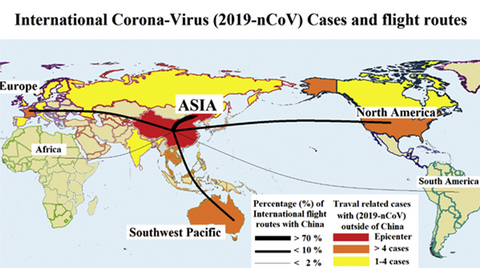 International Corona-Virus (2019-nCoV) Cases and flight routes
Europe
ASIA
North America
Africa
South America
Southwest Pacific
Percentage (%) of
International flight
routes with China
> 70 %
< 10 %
< 2 %
Traval related cases
with (2019-nCoV)
outside of China
Epicenter
> 4 cases
1-4 cases